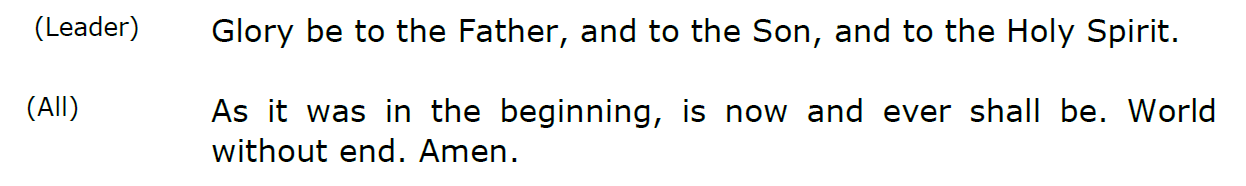 (Leader) Glory be to the Father, and to the Son, and to the Holy Spirit.
(All) As it was in the beginning, is now and ever shall be. World
without end. Amen.